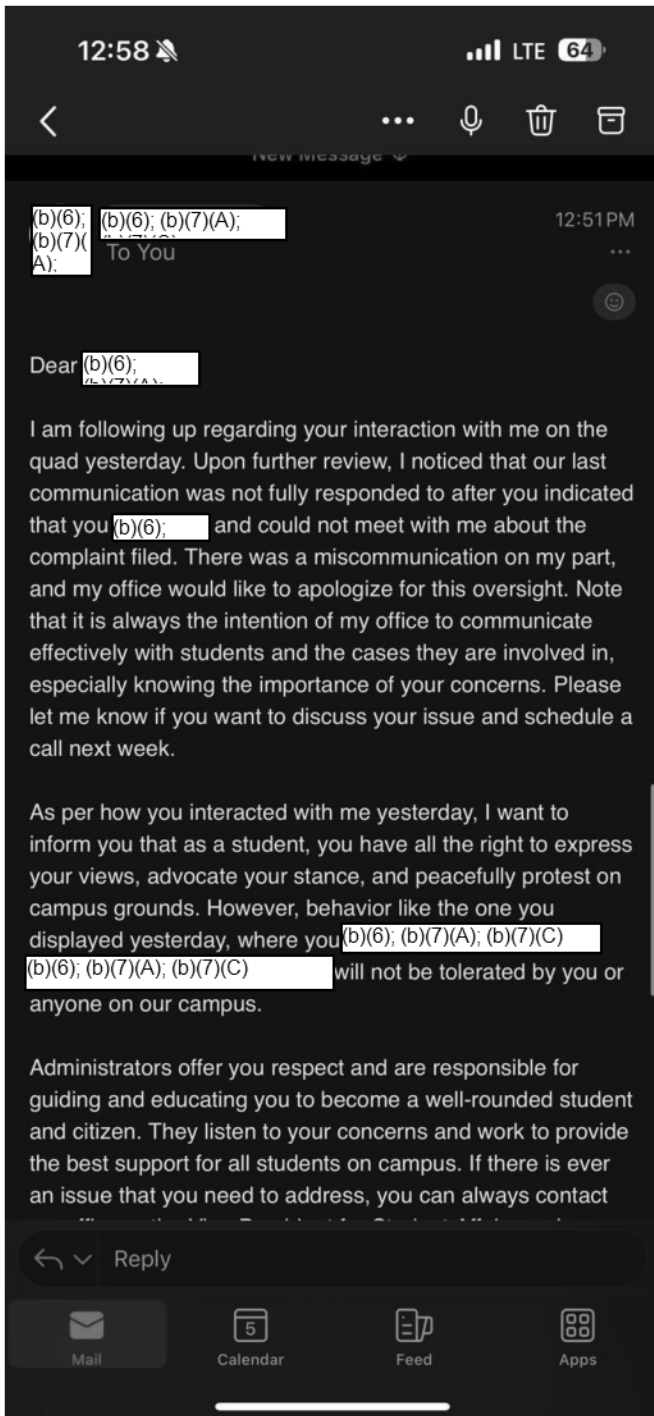 12:58
LTE 64
New Message
(b)(6); (b)(6); (b)(7)(A); 12:51 PM
(b)(7)(
A);
To You
Dear (b)(6);
(b)(7)(A);
I am following up regarding your interaction with me on the
quad yesterday. Upon further review, I noticed that our last
communication was not fully responded to after you indicated
that you (b)(6); and could not meet with me about the
complaint filed. There was a miscommunication on my part,
and my office would like to apologize for this oversight. Note
that it is always the intention of my office to communicate
effectively with students and the cases they are involved in,
especially knowing the importance of your concerns. Please
let me know if you want to discuss your issue and schedule a
call next week.
As per how you interacted with me yesterday, I want to
inform you that as a student, you have all the right to express
your views, advocate your stance, and peacefully protest on
campus grounds. However, behavior like the one you
displayed yesterday, where you (b)(6); (b)(7)(A); (b)(7)(C)
(b)(6); (b)(7)(A); (b)(7)(C) will not be tolerated by you or
anyone on our campus.
Administrators offer you respect and are responsible for
guiding and educating you to become a well-rounded student
and citizen. They listen to your concerns and work to provide
the best support for all students on campus. If there is ever
an issue that you need to address, you can always contact
Reply
5
Mail Calendar Feed Apps